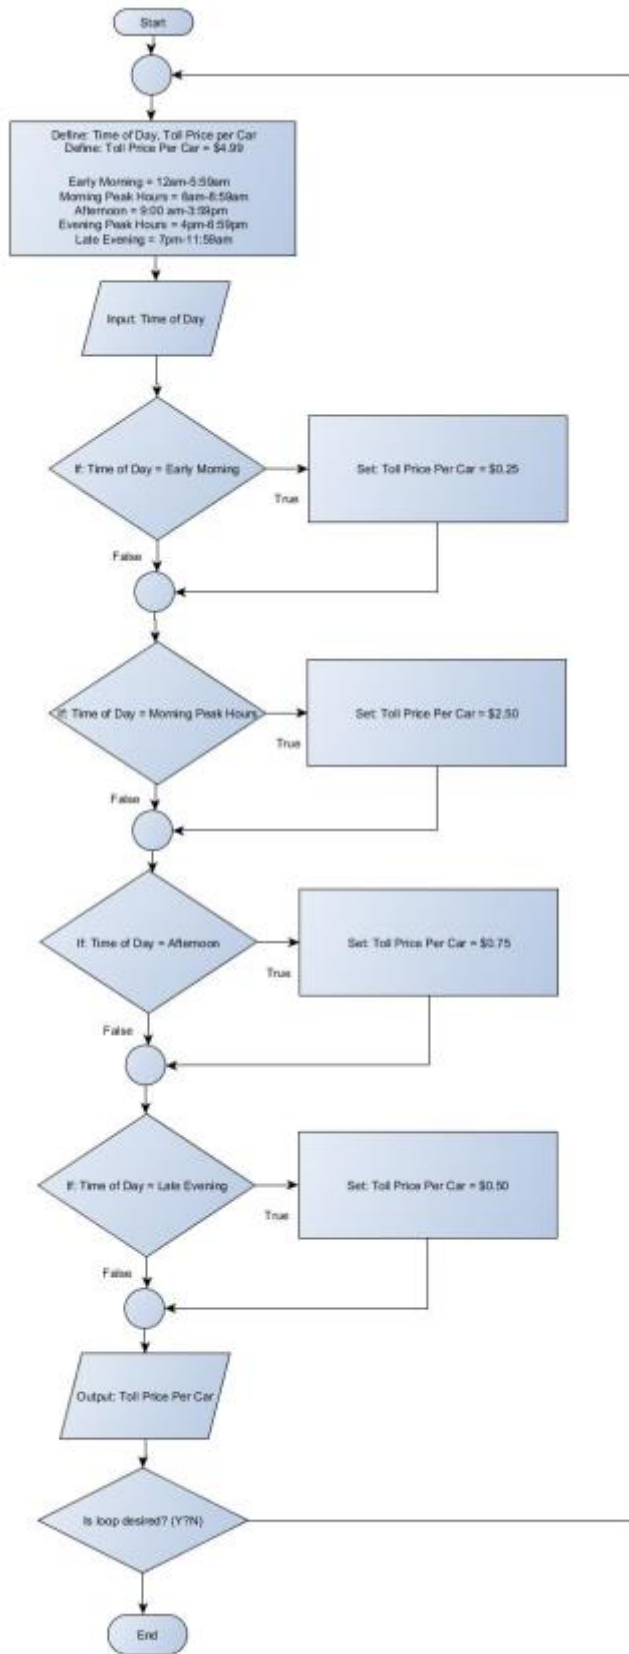 Start
Define: Time of Day, Toll Price per Car
Define: Toll Price Per Car = $4.99
Early Morning = 12am-5:59am
Morning Peak Hours = 6am-8:59am
Afternoon = 9:00 am-3:59pm
Evening Peak Hours = 4pm-6:59pm
Late Evening = 7pm-11:59am
Input: Time of Day
If: Time of Day = Early Morning
True
Set: Toll Price Per Car = $0.25
False
If: Time of Day = Morning Peak Hours
True
Set: Toll Price Per Car = $2.50
False
If: Time of Day = Afternoon
True
Set: Toll Price Per Car = $0.75
False
If: Time of Day = Late Evening
True
Set: Toll Price Per Car = $0.50
False
Output: Toll Price Per Car
Is loop desired? (Y?N)
End